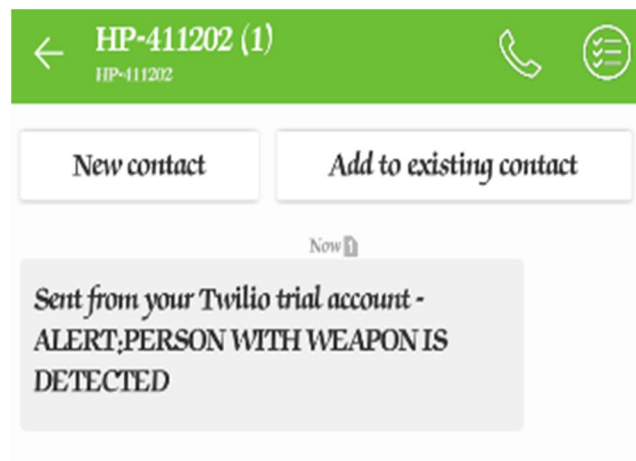 HP-411202 (1)
HP-411202
New contact
Add to existing contact
Now 1
Sent from your Twilio trial account -
ALERT;PERSON WITH WEAPON IS
DETECTED